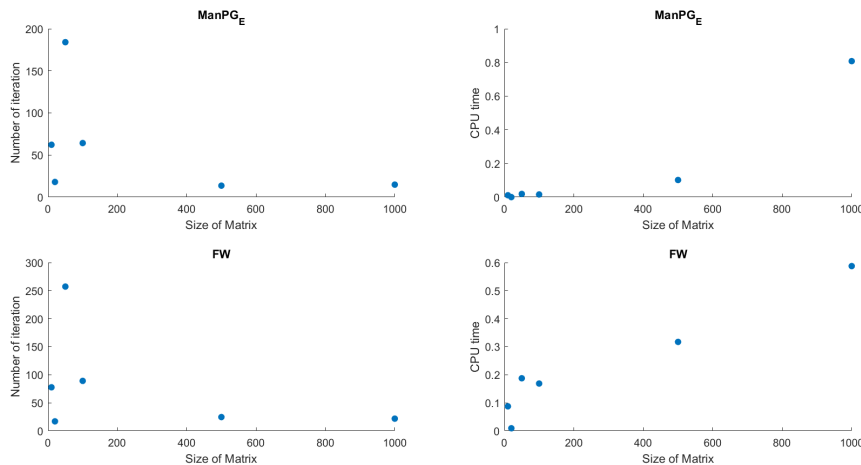 ManPG_E
200
150
100
50
0
Number of iteration
0 200 400 600 800 1000
Size of Matrix
ManPG_E
1
0.8
0.6
0.4
0.2
0
CPU time
0 200 400 600 800 1000
Size of Matrix
FW
300
250
200
150
100
50
0
Number of iteration
0 200 400 600 800 1000
Size of Matrix
FW
0.6
0.5
0.4
0.3
0.2
0.1
0
CPU time
0 200 400 600 800 1000
Size of Matrix